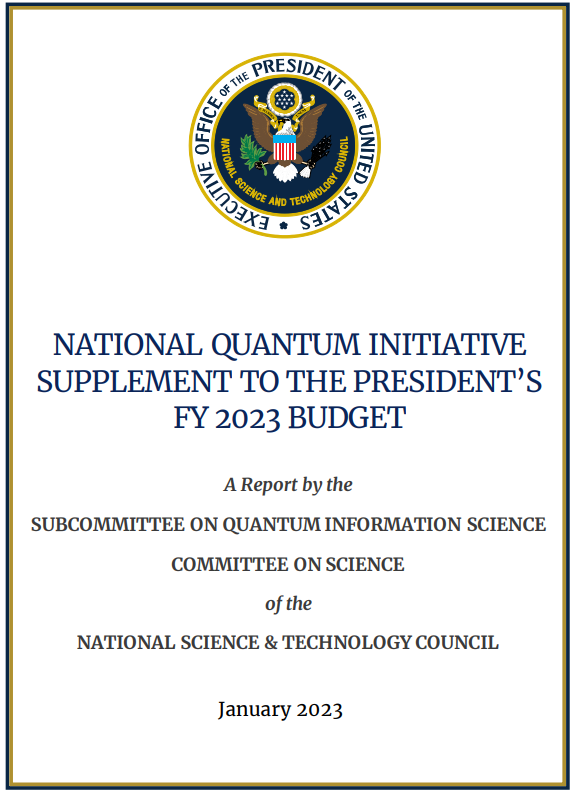 EXECUTIVE OFFICE OF THE PRESIDENT OF THE UNITED STATES
NATIONAL SCIENCE AND TECHNOLOGY COUNCIL
NATIONAL QUANTUM INITIATIVE
SUPPLEMENT TO THE PRESIDENT’S
FY 2023 BUDGET
A Report by the
SUBCOMMITTEE ON QUANTUM INFORMATION SCIENCE
COMMITTEE ON SCIENCE
of the
NATIONAL SCIENCE & TECHNOLOGY COUNCIL
January 2023